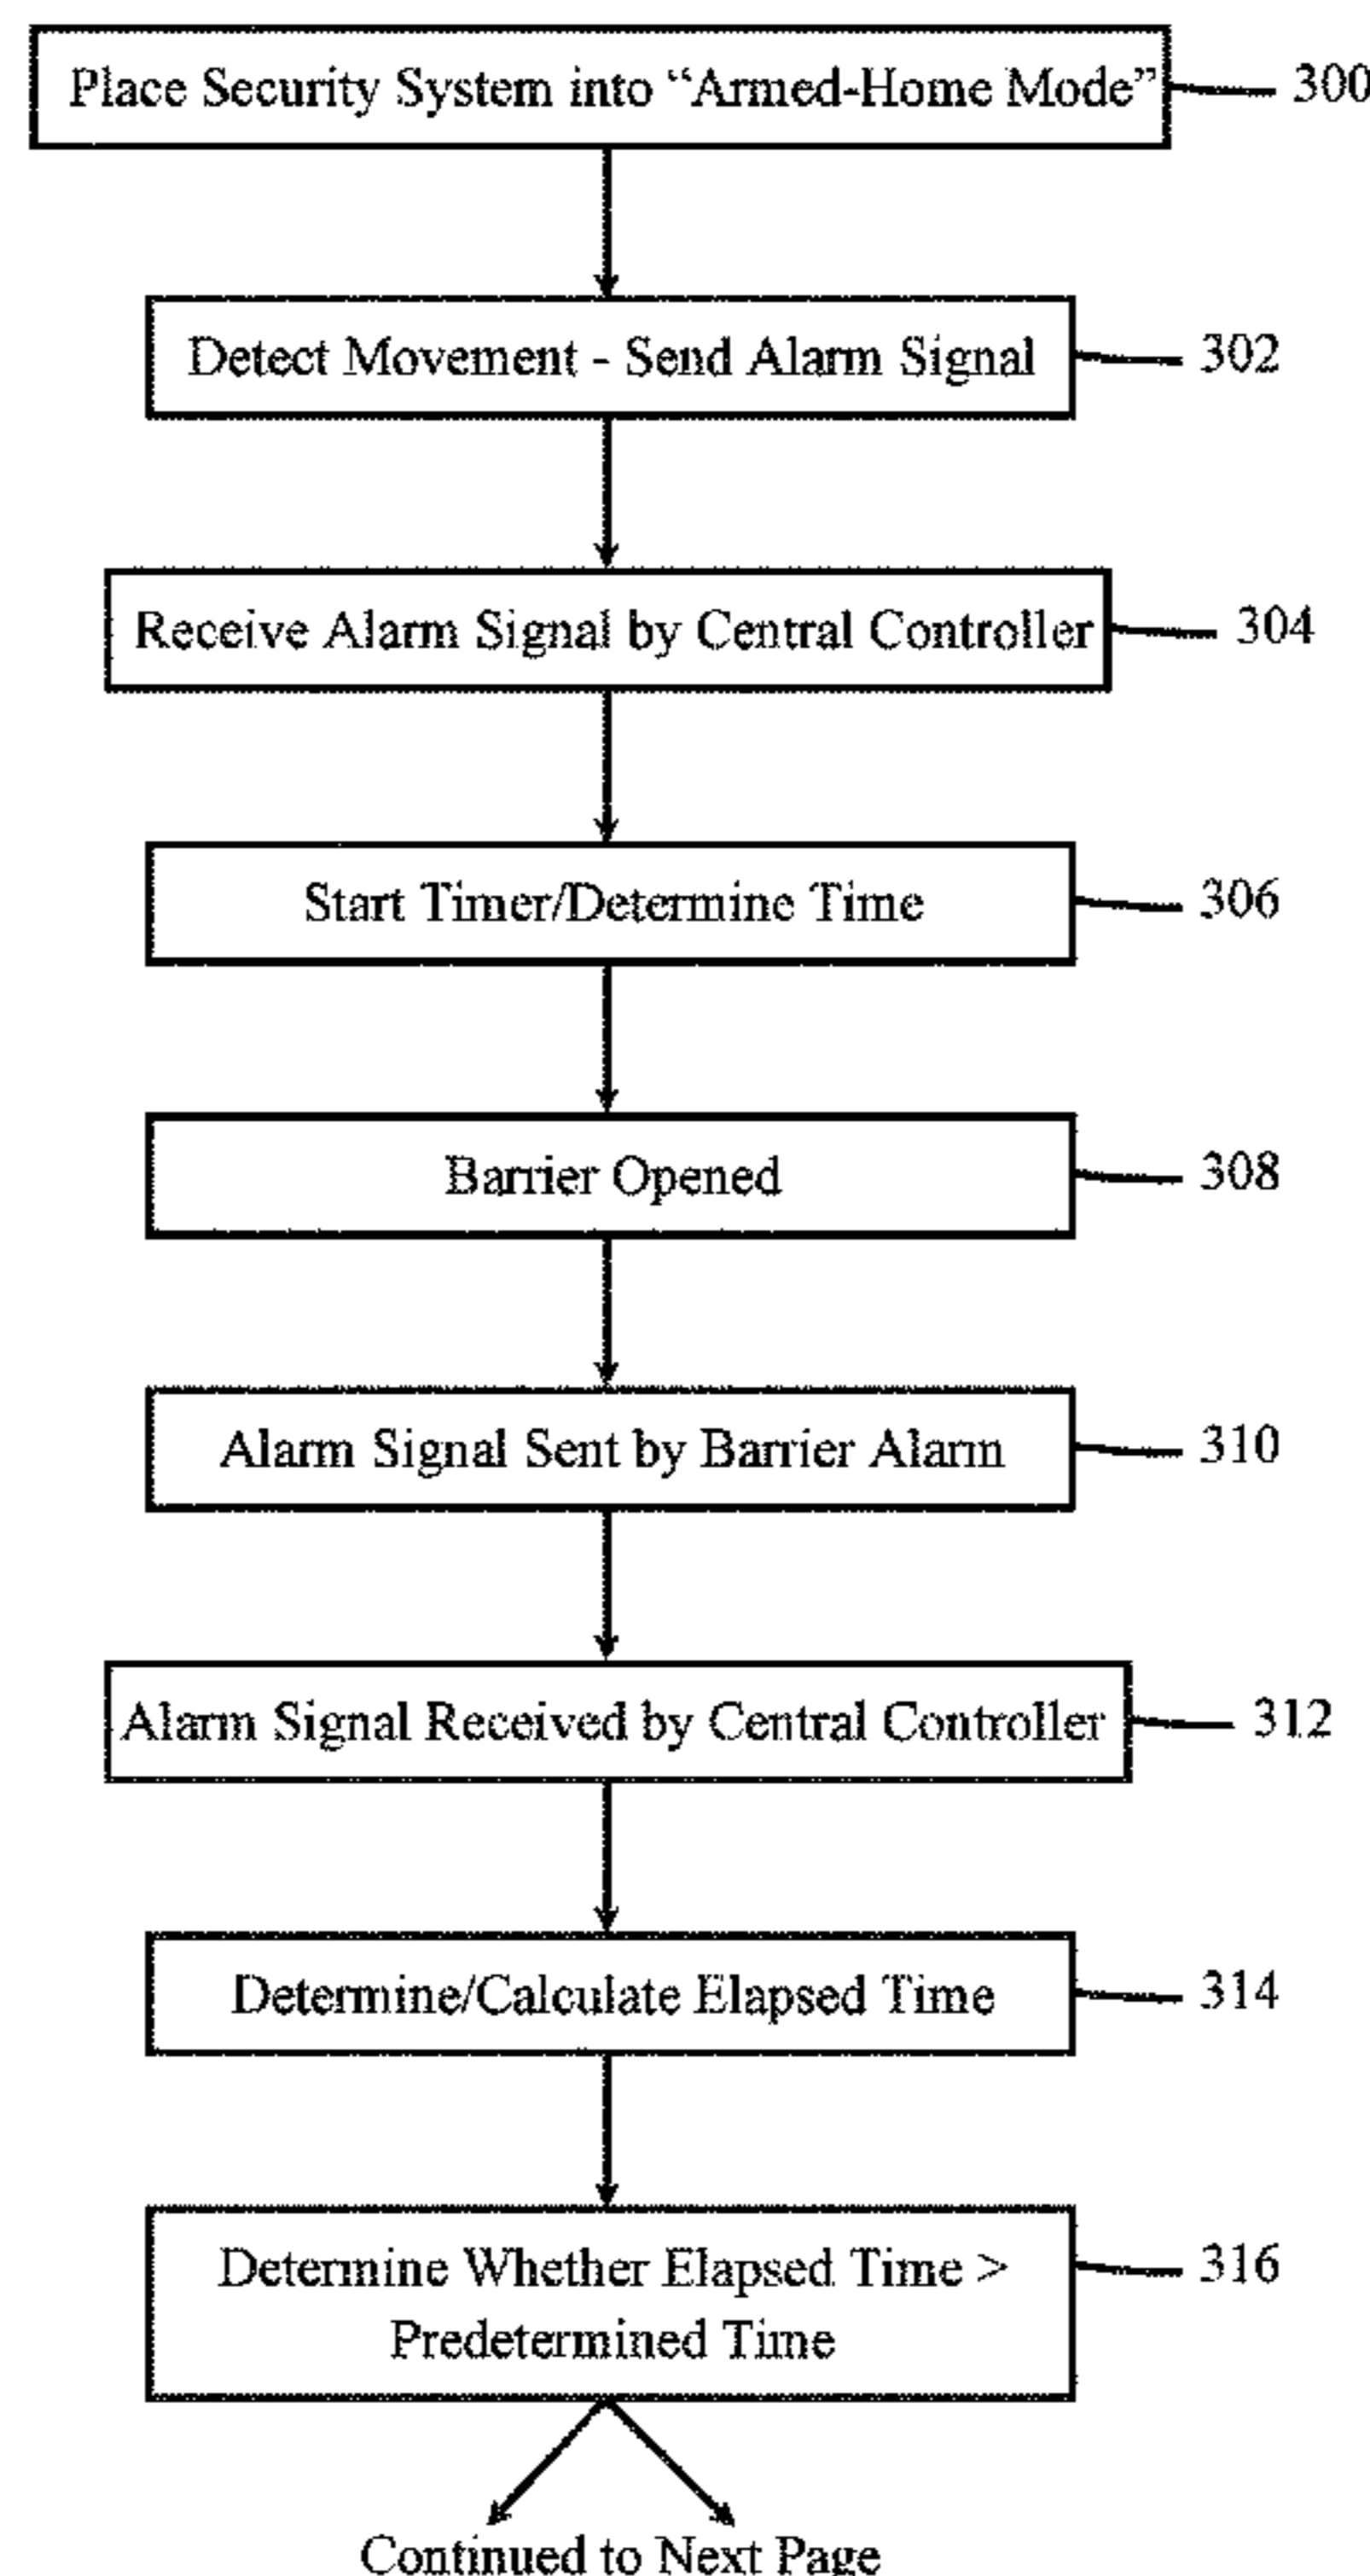 Place Security System into “Armed-Home Mode”
300
Detect Movement - Send Alarm Signal
302
Receive Alarm Signal by Central Controller
304
Start Timer/Determine Time
306
Barrier Opened
308
Alarm Signal Sent by Barrier Alarm
310
Alarm Signal Received by Central Controller
312
Determine/Calculate Elapsed Time
314
Determine Whether Elapsed Time >
Predetermined Time
316
Continued to Next Page